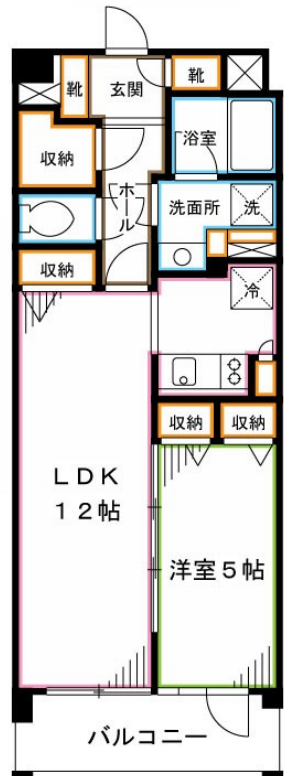 靴
玄関
靴
収納
浴室
ホール
洗面所
洗
収納
冷
収納
収納
LDK
12帖
洋室5帖
バルコニー